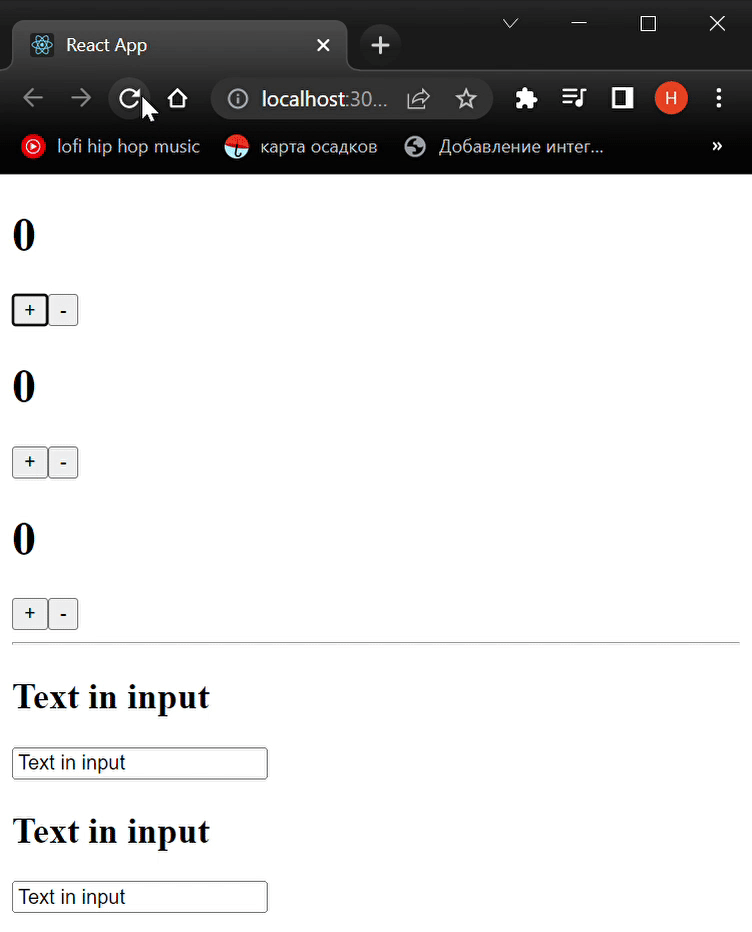 React App
localhost:30...
H
lofi hip hop music
карта осадков
Добавление интег...
»
0
+ -
0
+ -
0
+ -
Text in input
Text in input
Text in input
Text in input